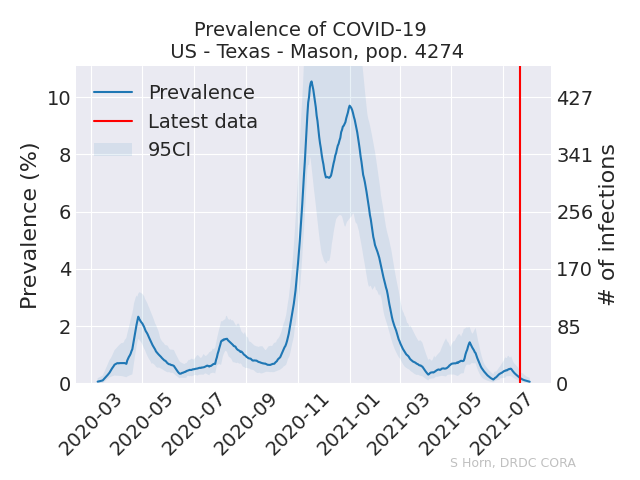 Prevalence of COVID-19
US - Texas - Mason, pop. 4274
Prevalence
Latest data
95CI
Prevalence (%)
10
8
6
4
2
0
# of infections
427
341
256
170
85
0
2020-03
2020-05
2020-07
2020-09
2020-11
2021-01
2021-03
2021-05
2021-07
S Horn, DRDC CORA